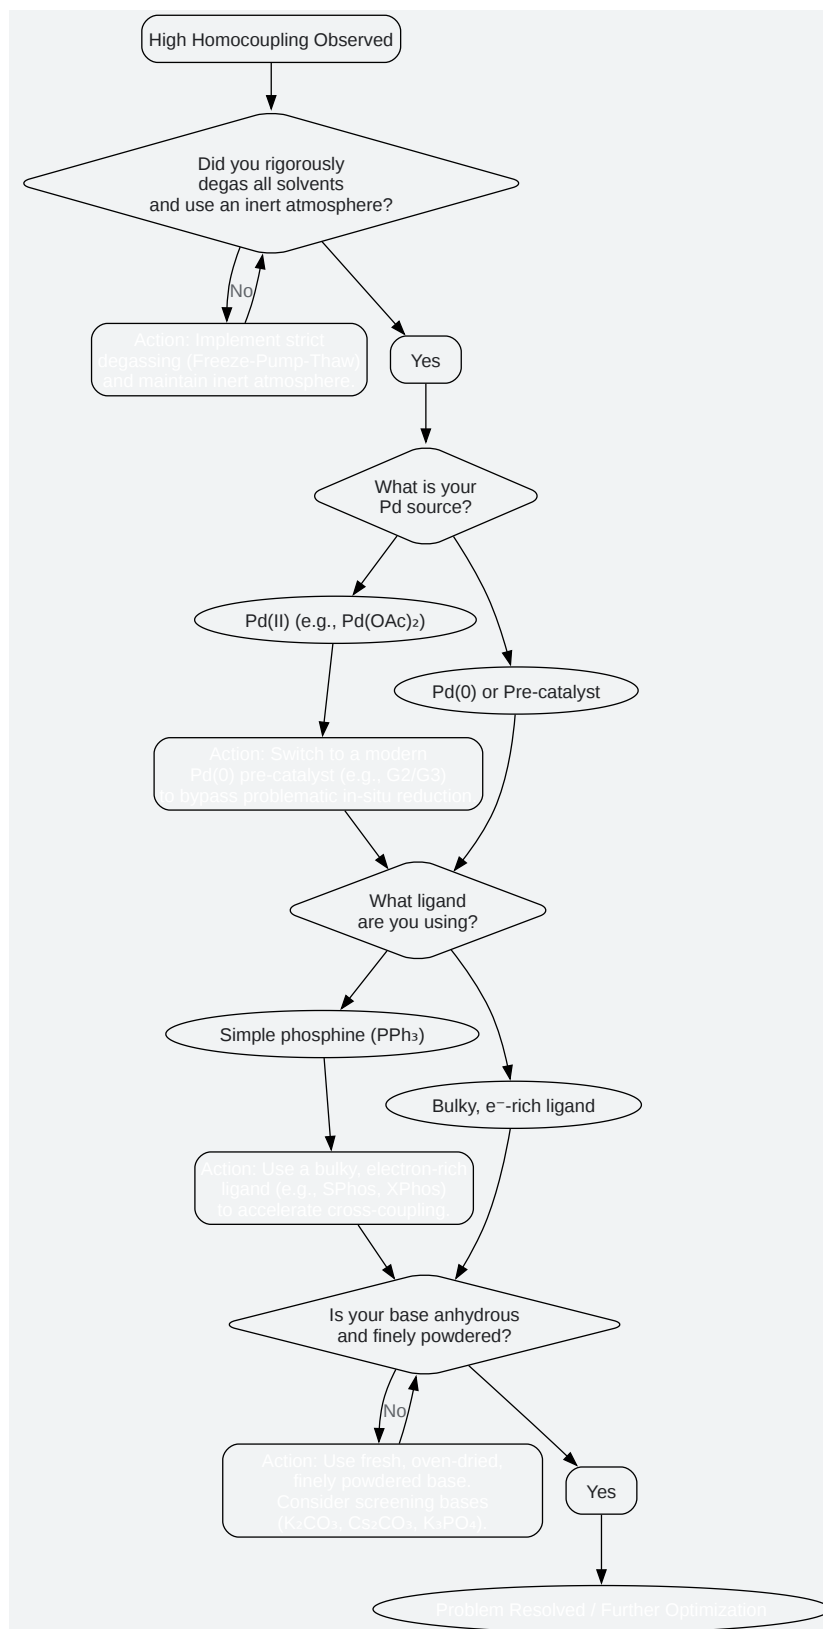 High Homocoupling Observed
Did you rigorously
degas all solvents
and use an inert atmosphere?
No
Action: Implement strict
degassing (Freeze-Pump-Thaw)
and maintain inert atmosphere.
Yes
What is your
Pd source?
Pd(II) (e.g., Pd(OAc)₂)
Pd(0) or Pre-catalyst
Action: Switch to a modern
Pd(0) pre-catalyst (e.g., G2/G3)
to bypass problematic in-situ reduction.
What ligand
are you using?
Simple phosphine (PPh₃)
Bulky, e⁻-rich ligand
Action: Use a bulky, electron-rich
ligand (e.g., SPhos, XPhos)
to accelerate cross-coupling.
Is your base anhydrous
and finely powdered?
No
Action: Use fresh, oven-dried,
finely powdered base.
Consider screening bases
(K₂CO₃, Cs₂CO₃, K₃PO₄).
Yes
Problem Resolved / Further Optimization